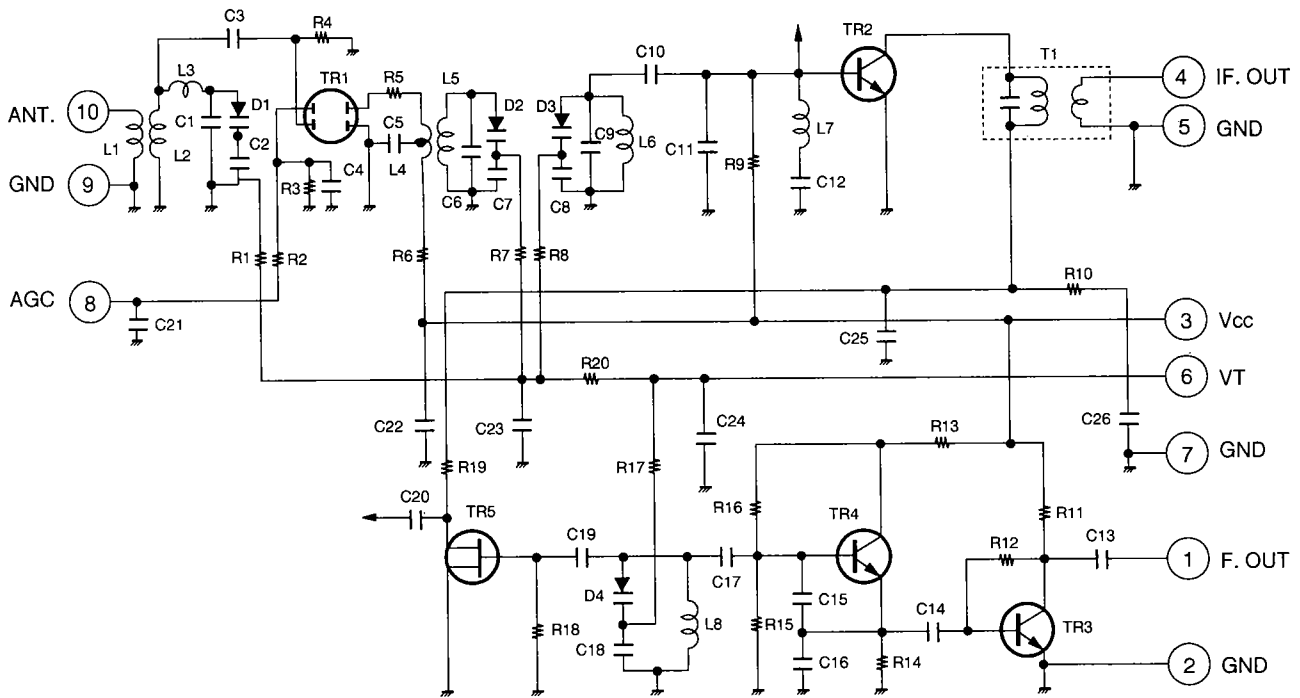 C3
R4
L3
TR1
R5
L5
C10
TR2
T1
4
IF. OUT
ANT.
10
D1
C1
C2
C5
D2
D3
C9
L7
5
GND
L1
L2
L4
L6
C11
R9
GND
9
R3
C4
C6
C7
C8
C12
R1
R2
R6
R7
R8
AGC
8
R10
C21
C25
3
Vcc
R20
6
VT
C22
C23
C24
R13
C26
7
GND
R19
R17
C20
TR5
R16
TR4
R11
C19
C17
R12
C13
1
F. OUT
D4
C15
C14
R18
C18
L8
R15
TR3
C16
R14
2
GND